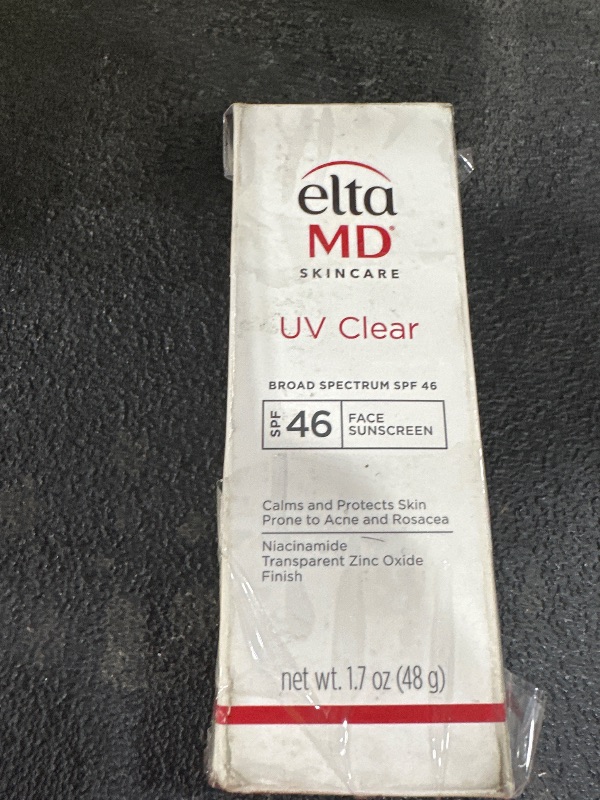 elta
MD®
SKINCARE
UV Clear
BROAD SPECTRUM SPF 46
SPF 46 FACE
SUNSCREEN
Calms and Protects Skin
Prone to Acne and Rosacea
Niacinamide
Transparent Zinc Oxide
Finish
net wt. 1.7 oz (48 g)